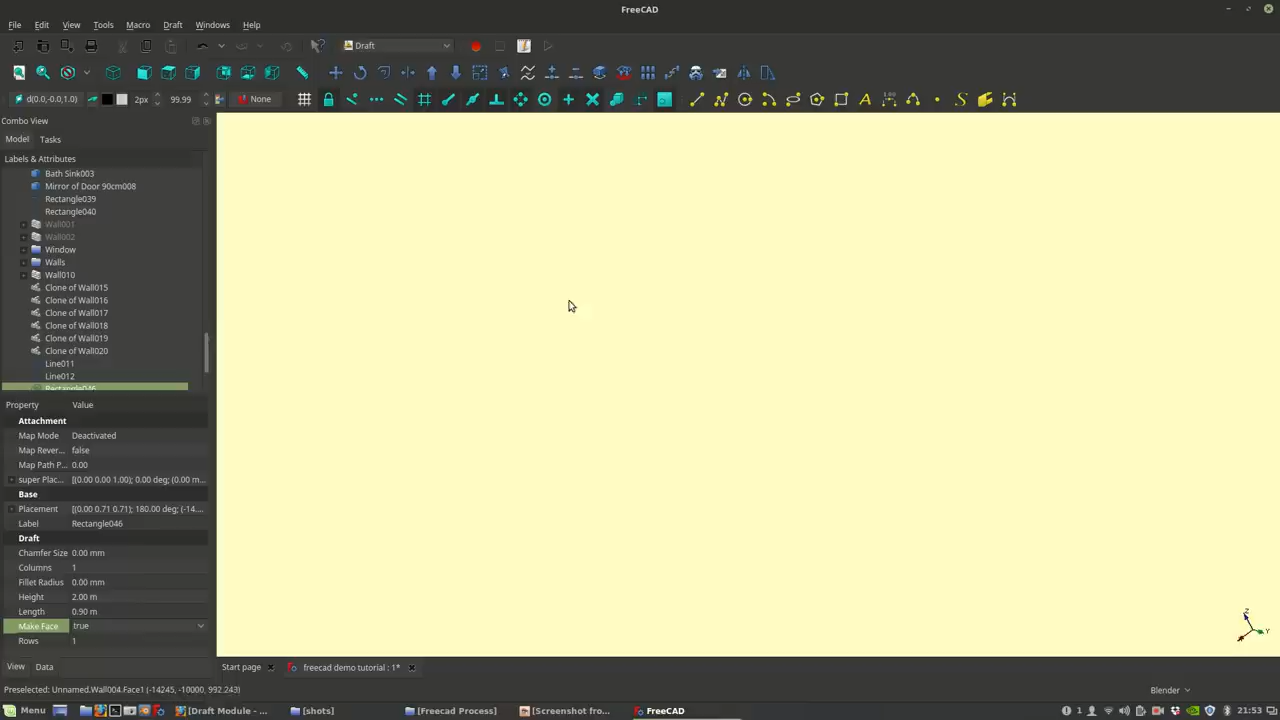 FreeCAD
File Edit View Tools Macro Draft Windows Help
Draft
d(0.0,-0.0,1.0) 2px 99.99 None
Combo View
Model Tasks
Labels & Attributes
Bath Sink003
Mirror of Door 90cm008
Rectangle039
Rectangle040
Wall001
Wall002
Window
Walls
Wall010
Clone of Wall015
Clone of Wall016
Clone of Wall017
Clone of Wall018
Clone of Wall019
Clone of Wall020
Line011
Line012
Rectangle046
Property Value
Attachment
Map Mode Deactivated
Map Rever... false
Map Path P... 0.00
super Plac... [(0.00 0.00 1.00); 0.00 deg; (0.00 m...
Base
Placement [(0.00 0.71 0.71); 180.00 deg; (-14....
Label Rectangle046
Draft
Chamfer Size 0.00 mm
Columns 1
Fillet Radius 0.00 mm
Height 2.00 m
Length 0.90 m
Make Face true
Rows 1
Z
Y
View Data
Start page freecad demo tutorial : 1*
Preselected: Unnamed.Wall004.Face1 (-14245, -10000, 992.243)
Blender
Menu [Draft Module - ... [shots] [Freecad Process] [Screenshot fro... FreeCAD 1 21:53